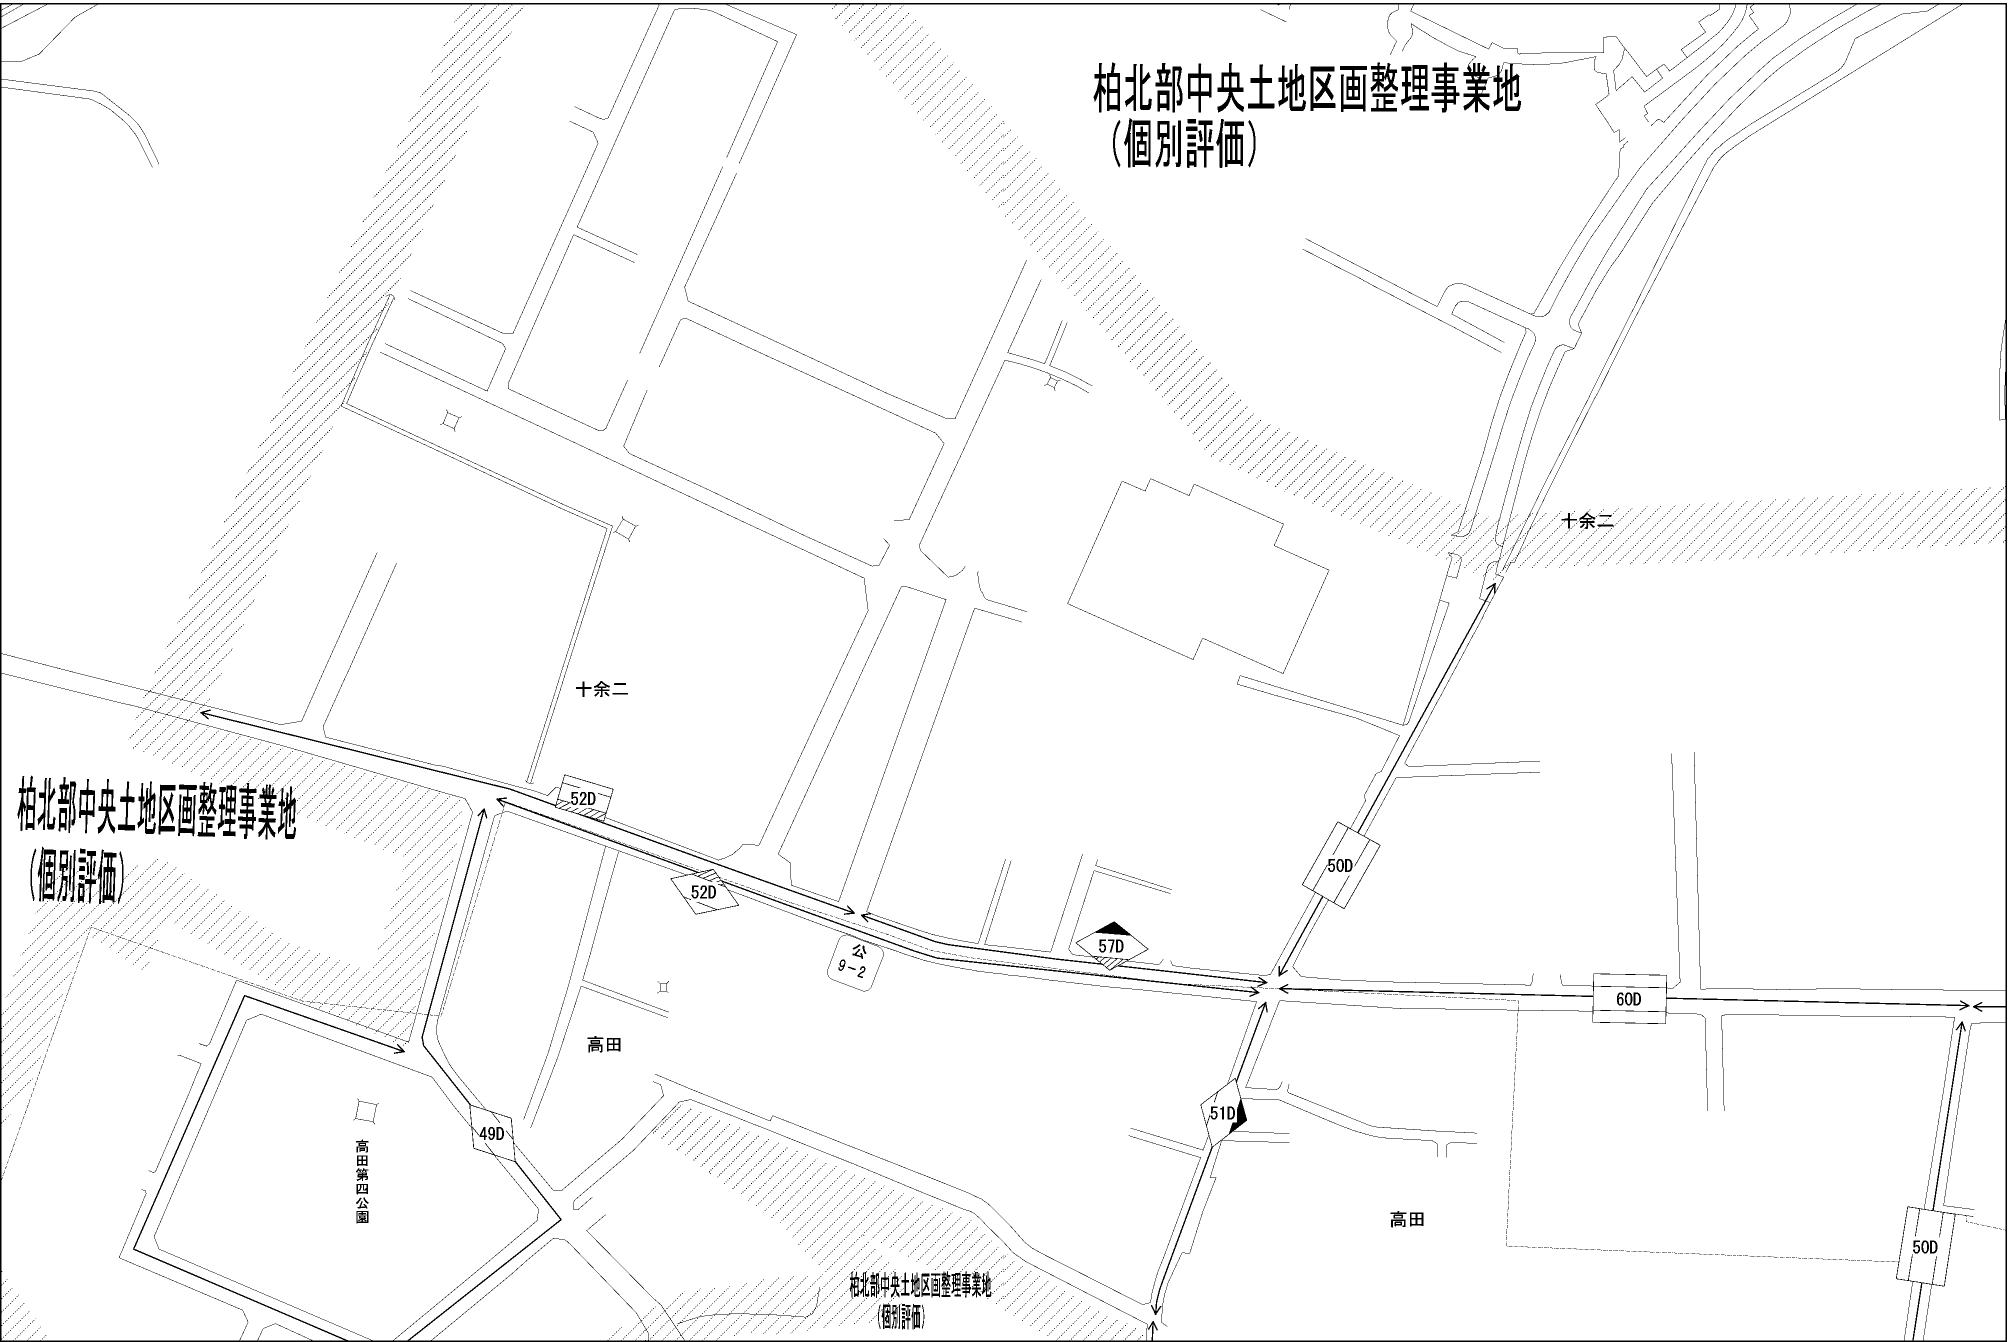 柏北部中央土地区画整理事業地
（個別評価）
十余二
十余二
柏北部中央土地区画整理事業地
（個別評価）
52D
52D
50D
公
9-2
57D
60D
高田
49D
51D
高田第四公園
高田
50D
柏北部中央土地区画整理事業地
（個別評価）